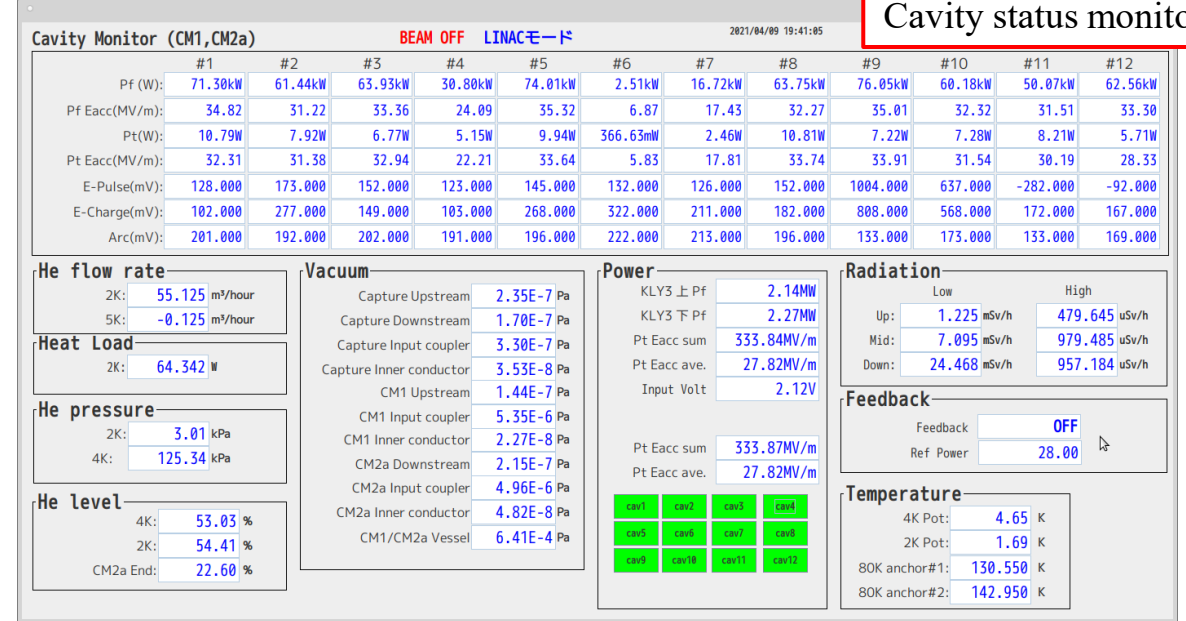 Cavity status monito
Cavity Monitor (CM1,CM2a) BEAM OFF LINACモード 2021/04/09 19:41:05
#1 #2 #3 #4 #5 #6 #7 #8 #9 #10 #11 #12
Pf (W): 71.30kW 61.44kW 63.93kW 30.80kW 74.01kW 2.51kW 16.72kW 63.75kW 76.05kW 60.18kW 50.07kW 62.56kW
Pf Eacc(MV/m): 34.82 31.22 33.36 24.09 35.32 6.87 17.43 32.27 35.01 32.32 31.51 33.30
Pt(W): 10.79W 7.92W 6.77W 5.15W 9.94W 366.63mW 2.46W 10.81W 7.22W 7.28W 8.21W 5.71W
Pt Eacc(MV/m): 32.31 31.38 32.94 22.21 33.64 5.83 17.81 33.74 33.91 31.54 30.19 28.33
E-Pulse(mV): 128.000 173.000 152.000 123.000 145.000 132.000 126.000 152.000 1004.000 637.000 -282.000 -92.000
E-Charge(mV): 102.000 277.000 149.000 103.000 268.000 322.000 211.000 182.000 808.000 568.000 172.000 167.000
Arc(mV): 201.000 192.000 202.000 191.000 196.000 222.000 213.000 196.000 133.000 173.000 133.000 169.000
He flow rate
2K: 55.125 m³/hour
5K: -0.125 m³/hour
Heat Load
2K: 64.342 W
He pressure
2K: 3.01 kPa
4K: 125.34 kPa
He level
4K: 53.03 %
2K: 54.41 %
CM2a End: 22.60 %
Vacuum
Capture Upstream 2.35E-7 Pa
Capture Downstream 1.70E-7 Pa
Capture Input coupler 3.30E-7 Pa
Capture Inner conductor 3.53E-8 Pa
CM1 Upstream 1.44E-7 Pa
CM1 Input coupler 5.35E-6 Pa
CM1 Inner conductor 2.27E-8 Pa
CM2a Downstream 2.15E-7 Pa
CM2a Input coupler 4.96E-6 Pa
CM2a Inner conductor 4.82E-8 Pa
CM1/CM2a Vessel 6.41E-4 Pa
Power
KLY3 上 Pf 2.14MW
KLY3 下 Pf 2.27MW
Pt Eacc sum 333.84MV/m
Pt Eacc ave. 27.82MV/m
Input Volt 2.12V
Pt Eacc sum 333.87MV/m
Pt Eacc ave. 27.82MV/m
cav1 cav2 cav3 cav4
cav5 cav6 cav7 cav8
cav9 cav10 cav11 cav12
Radiation
Low High
Up: 1.225 mSv/h 479.645 uSv/h
Mid: 7.095 mSv/h 979.485 uSv/h
Down: 24.468 mSv/h 957.184 uSv/h
Feedback
Feedback OFF
Ref Power 28.00
Temperature
4K Pot: 4.65 K
2K Pot: 1.69 K
80K anchor#1: 130.550 K
80K anchor#2: 142.950 K